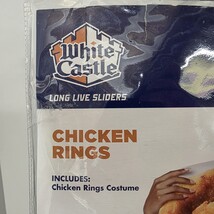 White
Castle
LONG LIVE SLIDERS
CHICKEN
RINGS
INCLUDES:
Chicken Rings Costume